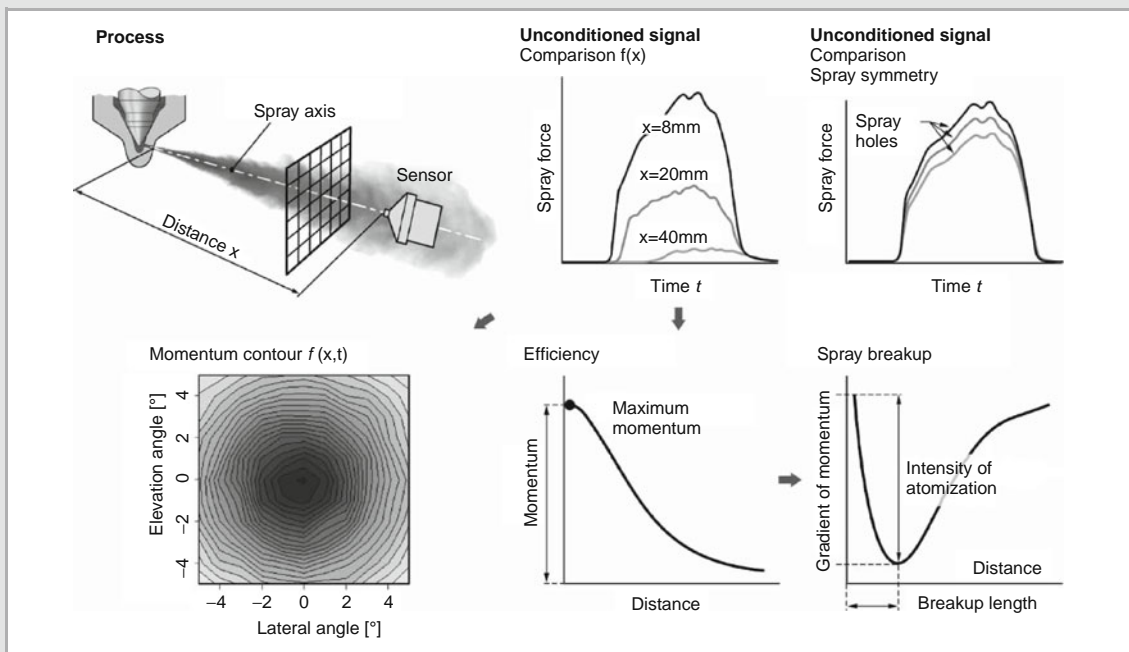 Process
Spray axis
Sensor
Distance x
Unconditioned signal
Comparison f(x)
Spray force
x=8mm
x=20mm
x=40mm
Time t
Unconditioned signal
Comparison
Spray symmetry
Spray force
Spray
holes
Time t
Momentum contour f (x,t)
Elevation angle [°]
4
2
0
−2
−4
−4 −2 0 2 4
Lateral angle [°]
Efficiency
Momentum
Maximum
momentum
Distance
Spray breakup
Gradient of momentum
Intensity of
atomization
Distance
Breakup length